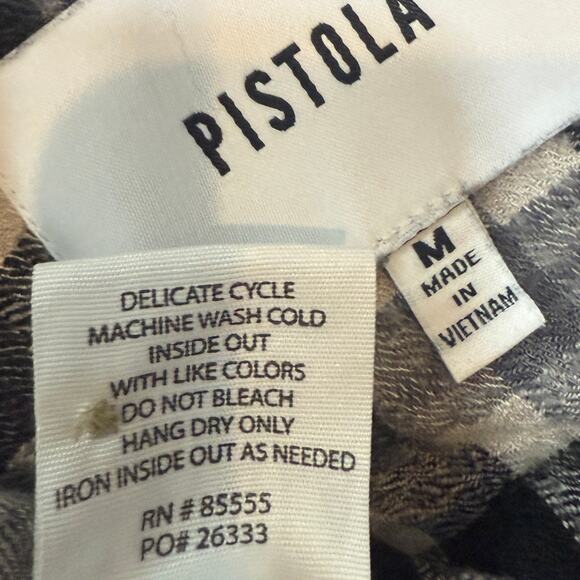 PISTOLA
M
MADE
IN
VIETNAM
DELICATE CYCLE
MACHINE WASH COLD
INSIDE OUT
WITH LIKE COLORS
DO NOT BLEACH
HANG DRY ONLY
IRON INSIDE OUT AS NEEDED
RN # 85555
PO# 26333